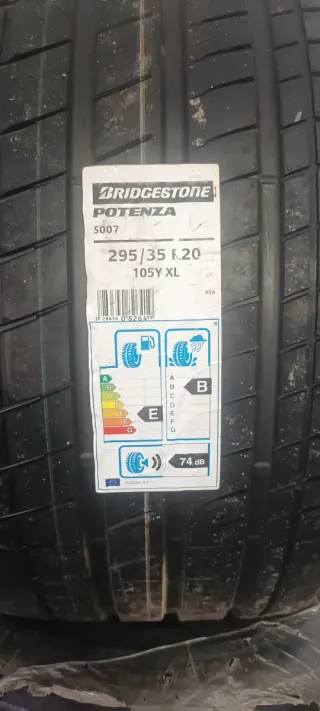 BRIDGESTONE
POTENZA
S007
295/35 R20
105Y XL
A
B
C
D
E
F
G
E
A
B
C
D
E
F
G
B
74 dB